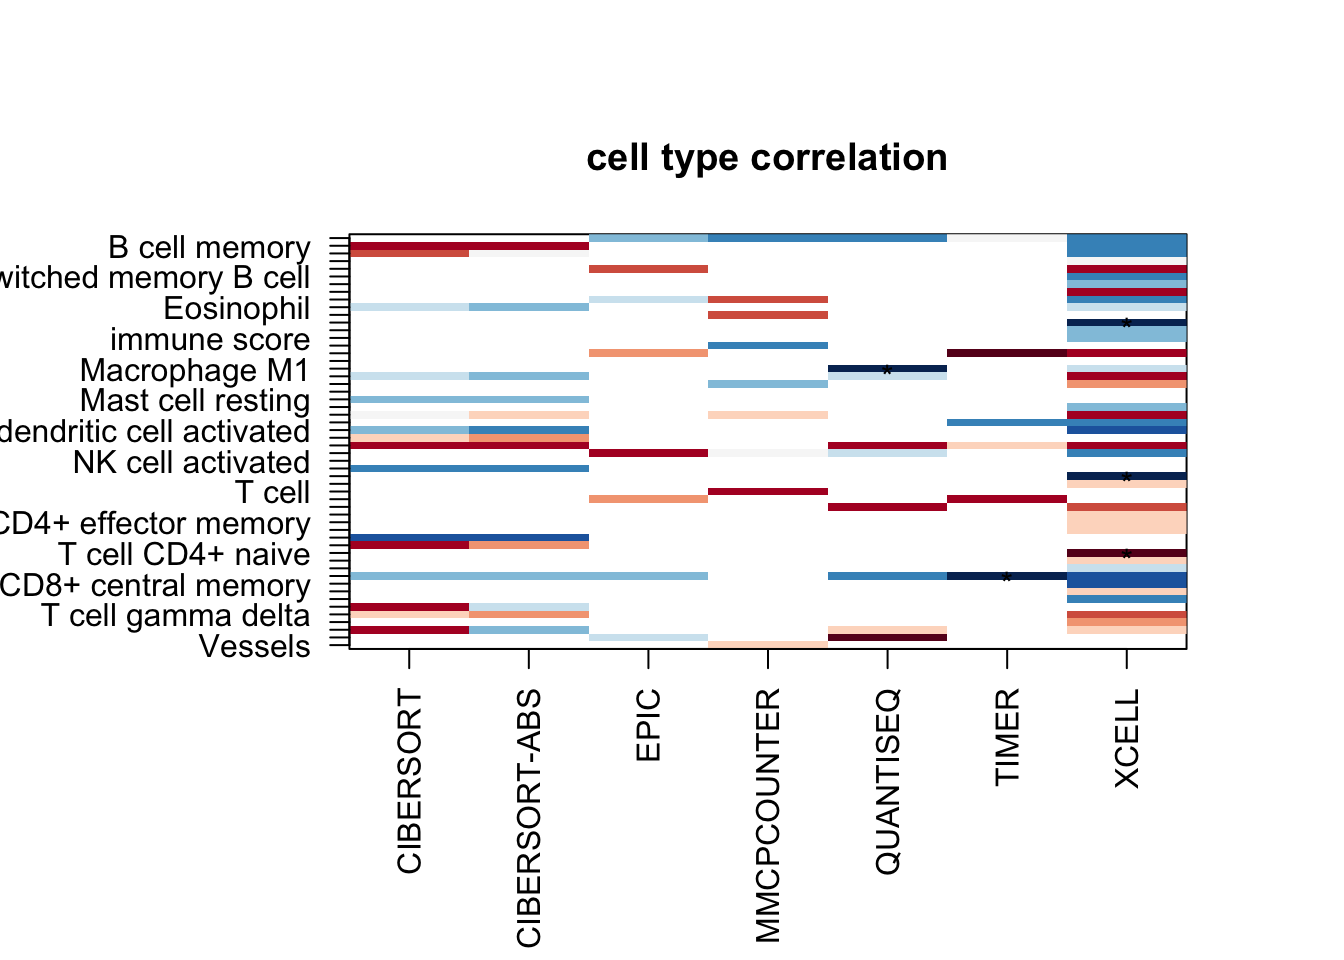 cell type correlation
B cell memory
witched memory B cell
Eosinophil
immune score
Macrophage M1
Mast cell resting
dendritic cell activated
NK cell activated
T cell
CD4+ effector memory
T cell CD4+ naive
CD8+ central memory
T cell gamma delta
Vessels
*
*
*
*
*
CIBERSORT
CIBERSORT-ABS
EPIC
MMCPCOUNTER
QUANTISEQ
TIMER
XCELL